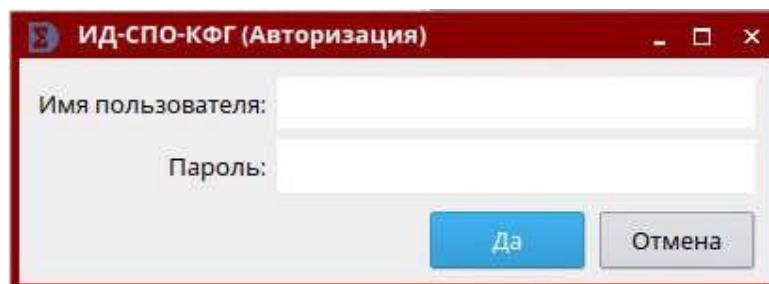 ИД-СПО-КФГ (Авторизация)
Имя пользователя:
Пароль:
Да
Отмена